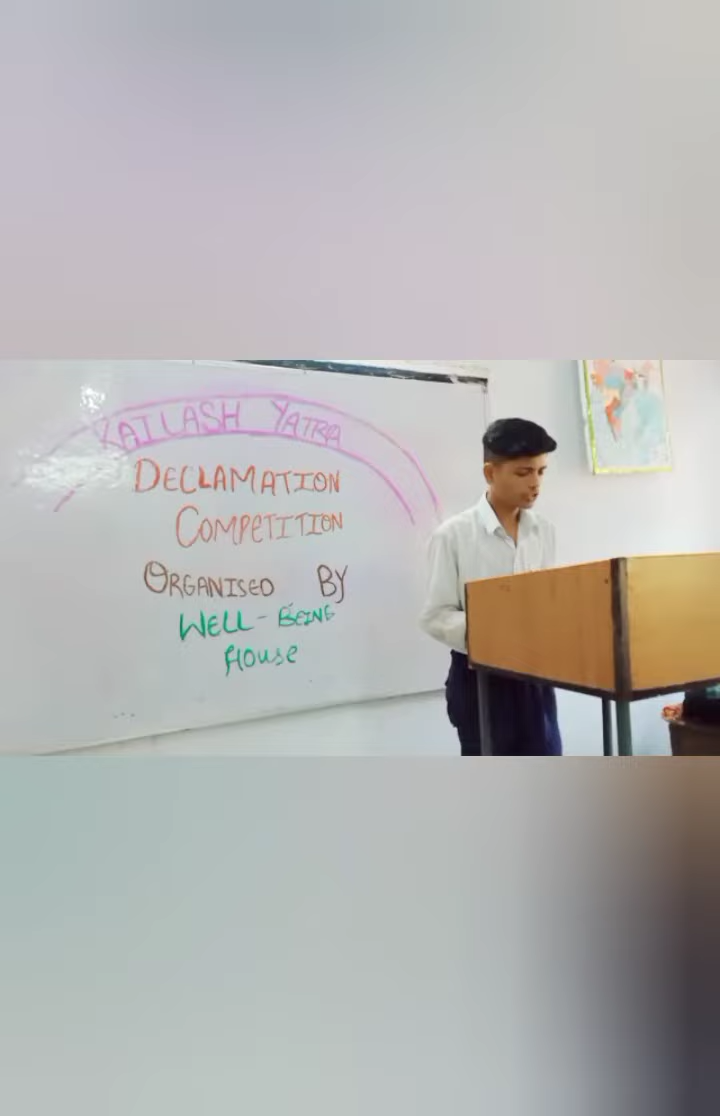 KAILASH YATRA
DECLAMATION
COMPETITION
ORGANISED BY
WELL-BEING
House